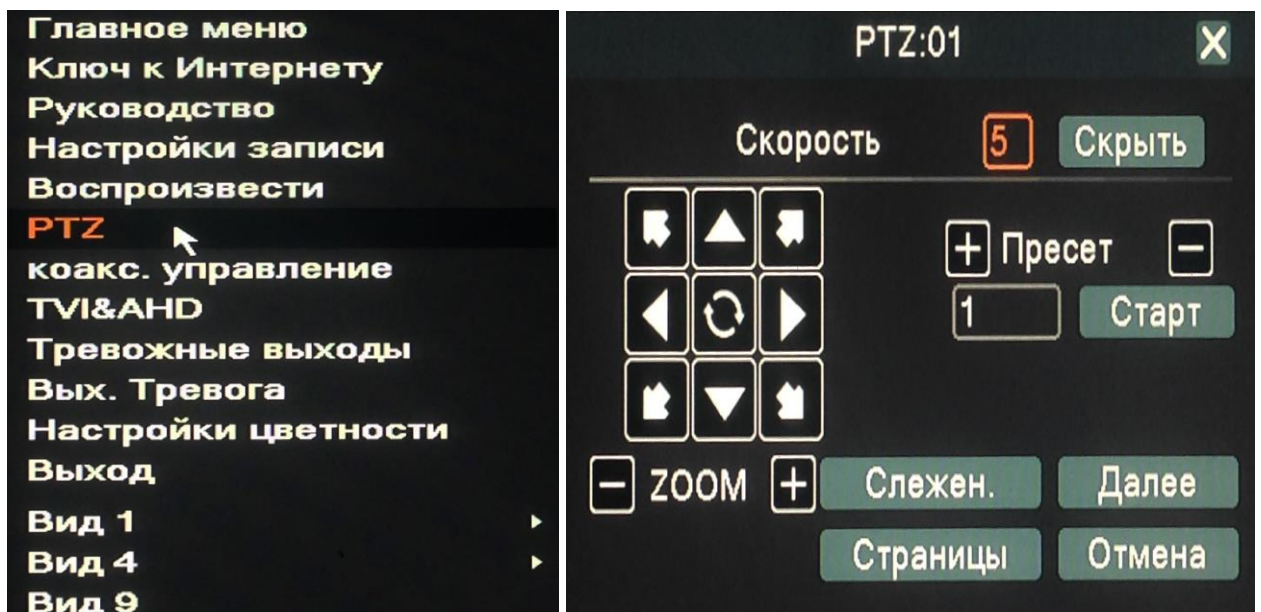 Главное меню
Ключ к Интернету
Руководство
Настройки записи
Воспроизвести
PTZ
коакс. управление
TVI&AHD
Тревожные выходы
Вых. Тревога
Настройки цветности
Выход
Вид 1
Вид 4
Вид 9
PTZ:01 X
Скорость 5 Скрыть
+ Пресет -
1 Старт
- ZOOM + Слежен. Далее
Страницы Отмена